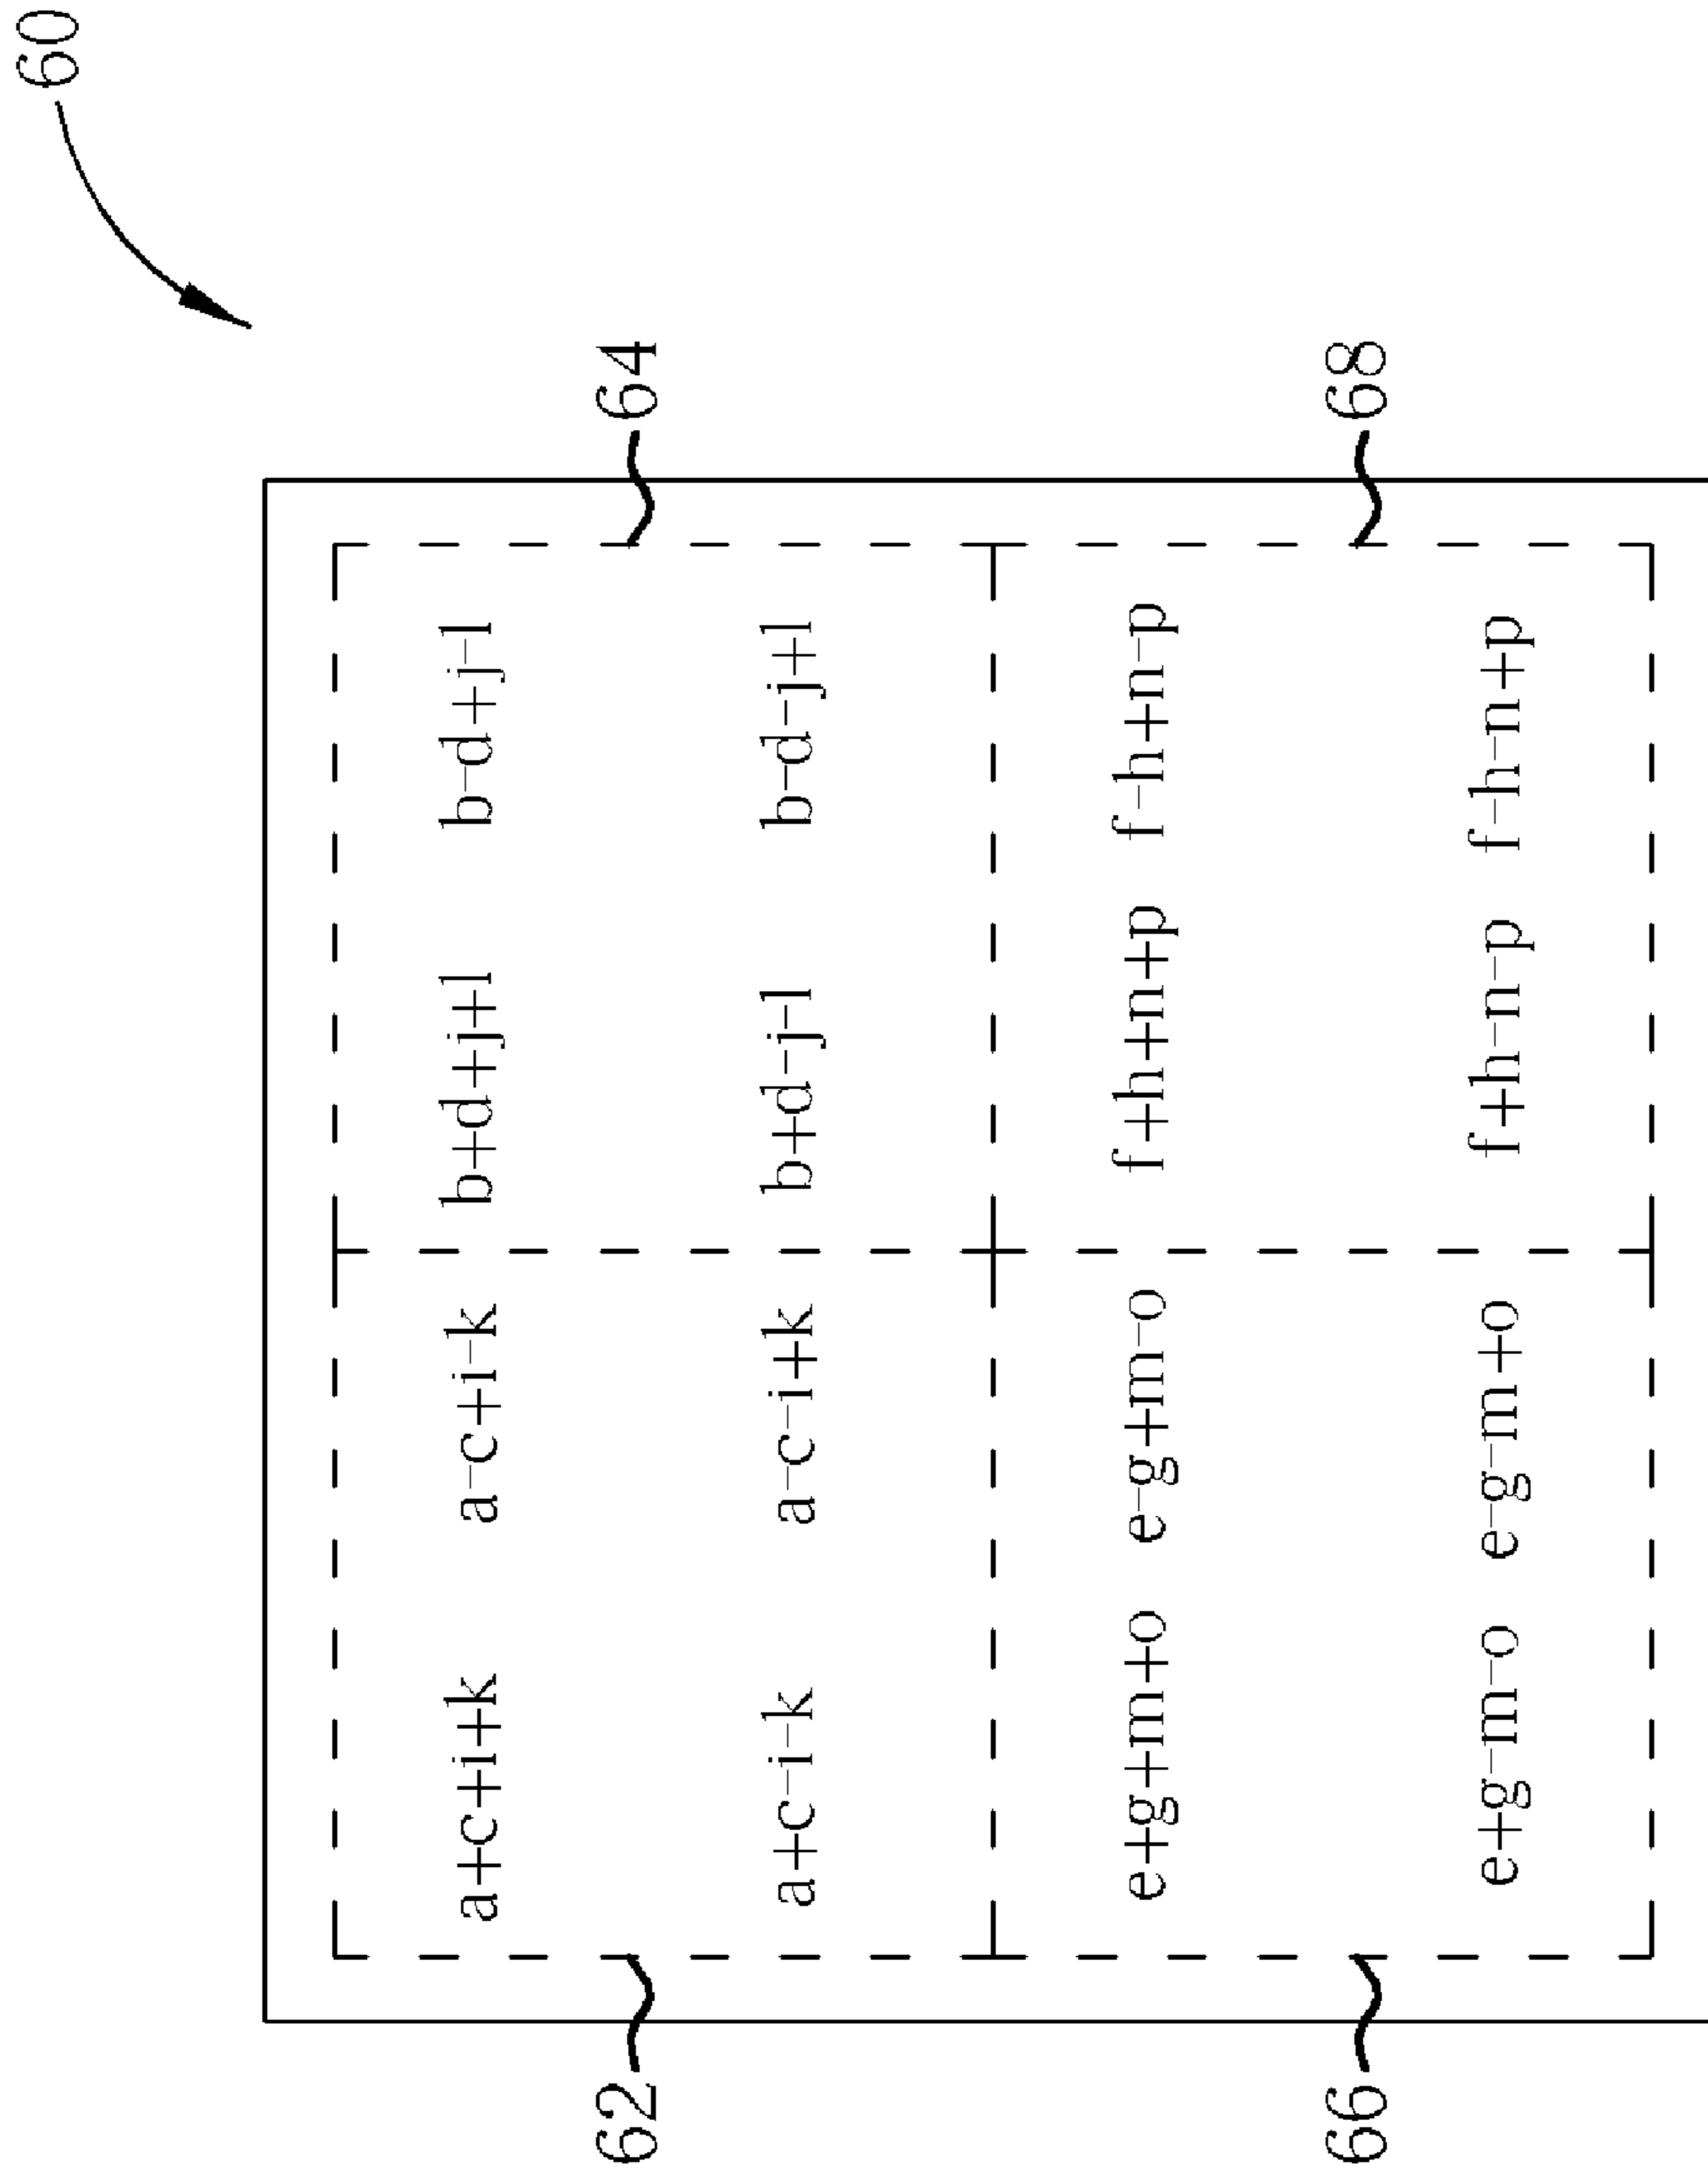 60
a+c+i+k a-c+i-k b+d+j+l b-d+j-l
62 64
a+c-i-k a-c-i+k b+d-j-l b-d-j+l
e+g+m+o e-g+m-o f+h+n+p f-h+n-p
66 68
e+g-m-o e-g-m+o f+h-n-p f-h-n+p